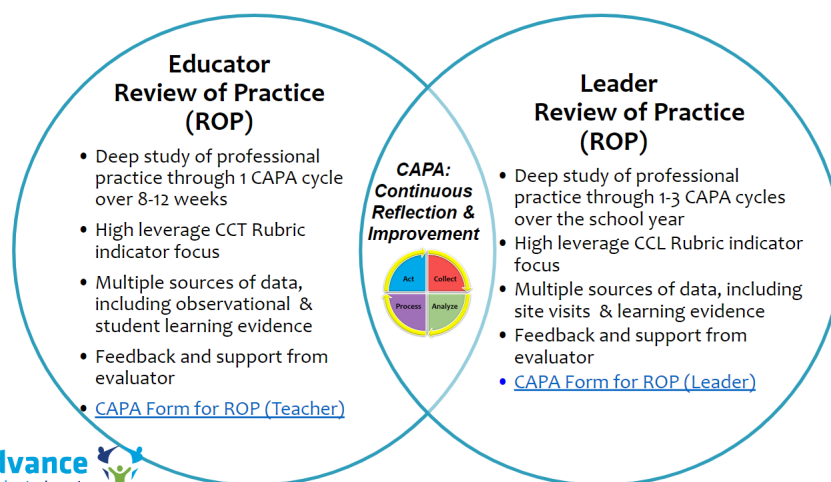 Educator
Review of Practice
(ROP)
• Deep study of professional
practice through 1 CAPA cycle
over 8-12 weeks
• High leverage CCT Rubric
indicator focus
• Multiple sources of data,
including observational &
student learning evidence
• Feedback and support from
evaluator
• CAPA Form for ROP (Teacher)
CAPA:
Continuous
Reflection &
Improvement
Act
Collect
Process
Analyze
Leader
Review of Practice
(ROP)
• Deep study of professional
practice through 1-3 CAPA cycles
over the school year
• High leverage CCL Rubric indicator
focus
• Multiple sources of data, including
site visits & learning evidence
• Feedback and support from
evaluator
• CAPA Form for ROP (Leader)
dvance